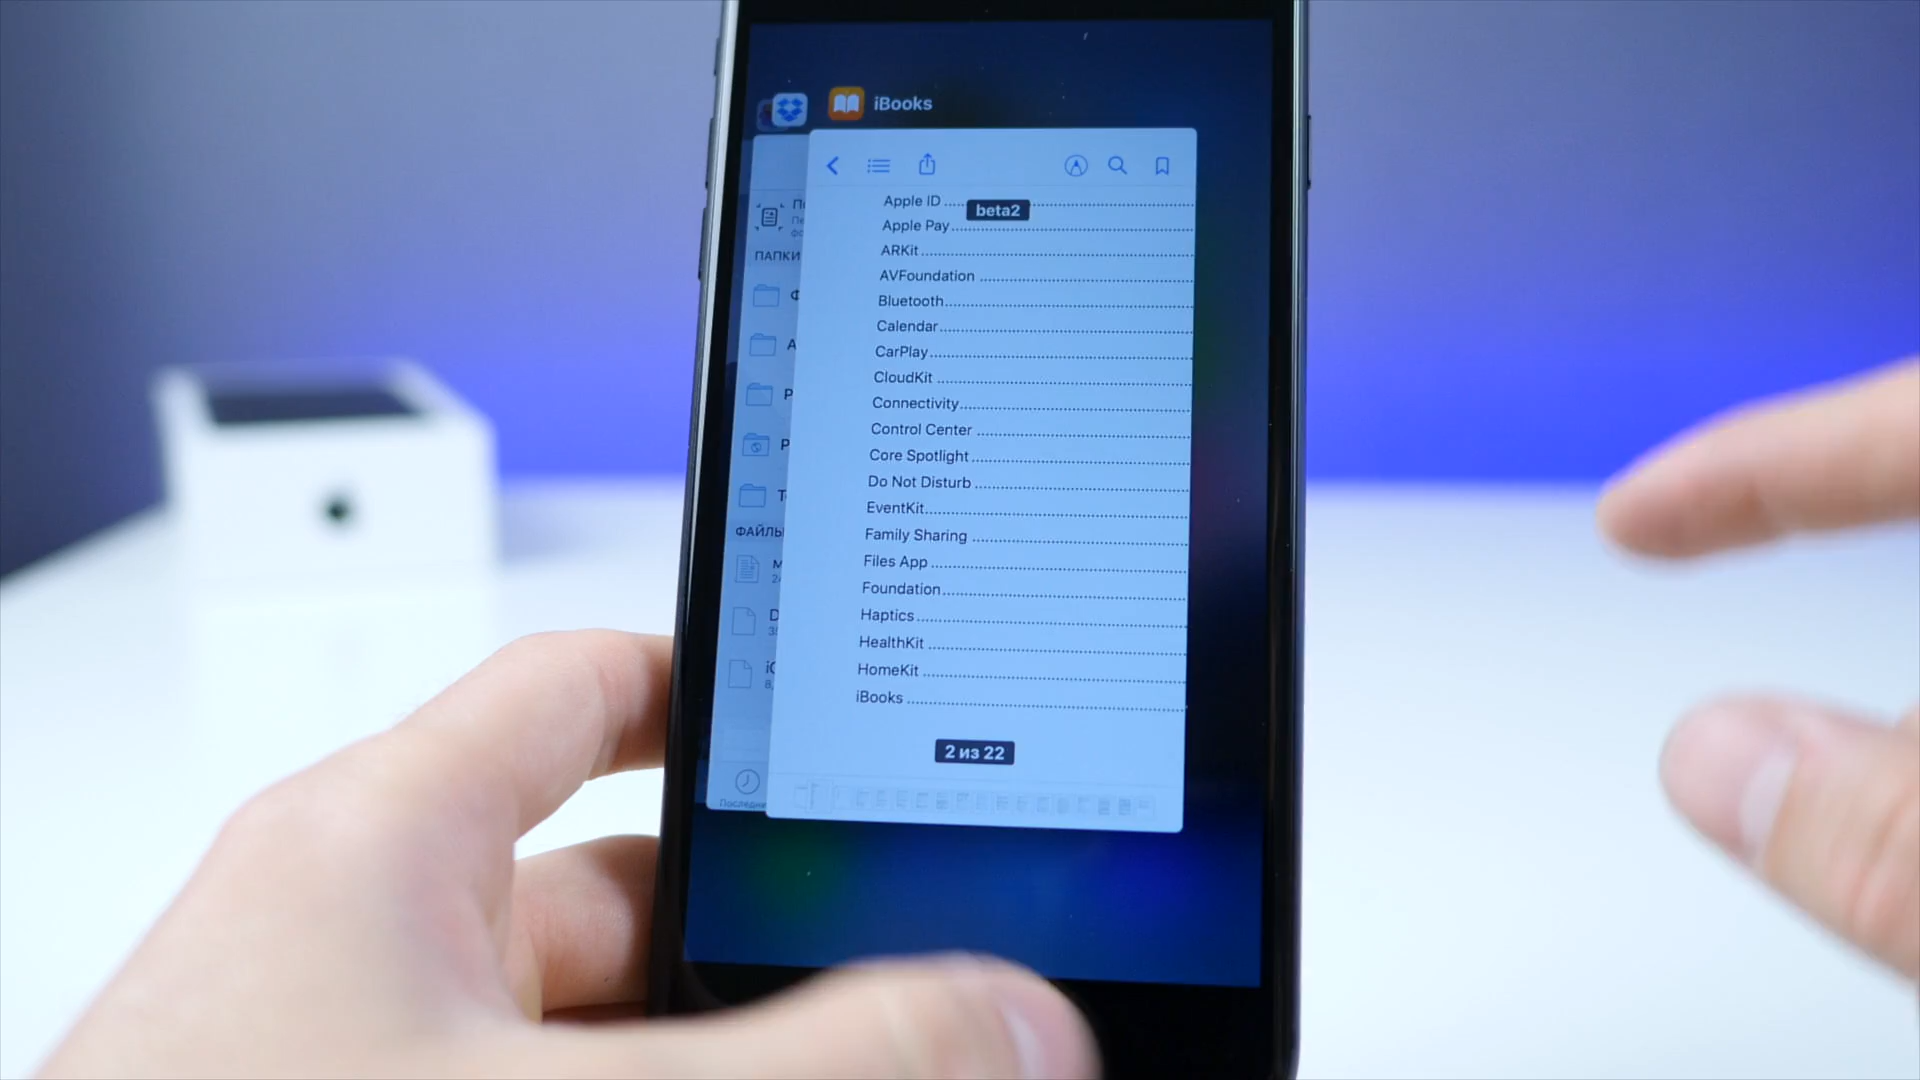 iBooks
Apple ID
beta2
Apple Pay
ARKit
AVFoundation
Bluetooth
Calendar
CarPlay
CloudKit
Connectivity
Control Center
Core Spotlight
Do Not Disturb
EventKit
Family Sharing
Files App
Foundation
Haptics
HealthKit
HomeKit
iBooks
2 из 22
ПАПКИ